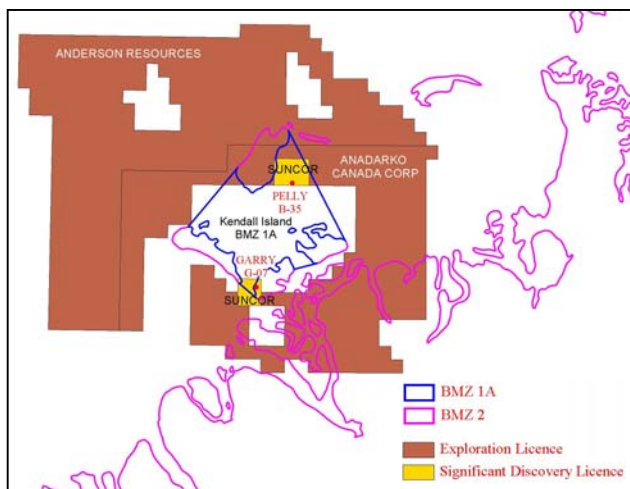 ANDERSON RESOURCES
SUNCOR
ANADARKO
CANADA CORP
PELLY
B-35
Kendall Island
BMZ 1A
GARRY
G-07
SUNCOR
BMZ 1A
BMZ 2
Exploration Licence
Significant Discovery Licence